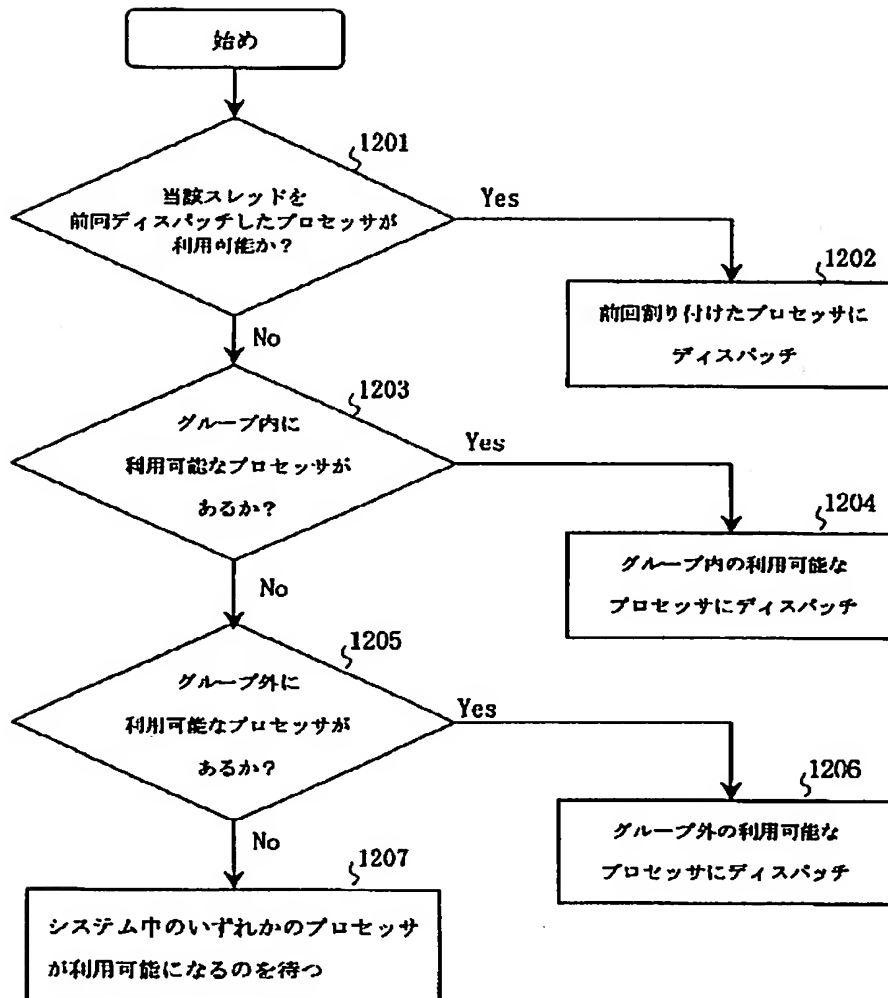 始め
1201
当該スレッドを
前回ディスパッチしたプロセッサが
利用可能か？
Yes
1202
前回割り付けたプロセッサに
ディスパッチ
No
1203
グループ内に
利用可能なプロセッサが
あるか？
Yes
1204
グループ内の利用可能な
プロセッサにディスパッチ
No
1205
グループ外に
利用可能なプロセッサが
あるか？
Yes
1206
グループ外の利用可能な
プロセッサにディスパッチ
No
1207
システム中のいずれかのプロセッサ
が利用可能になるのを待つ